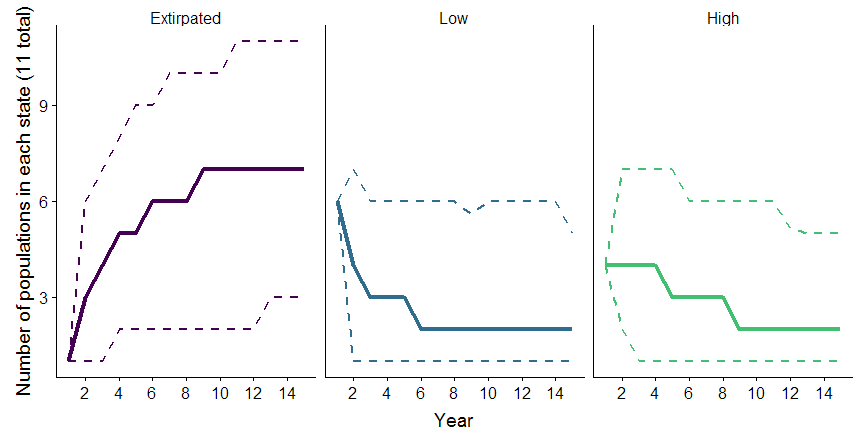 Extirpated
Low
High
Number of populations in each state (11 total)
9
6
3
2 4 6 8 10 12 14
2 4 6 8 10 12 14
2 4 6 8 10 12 14
Year